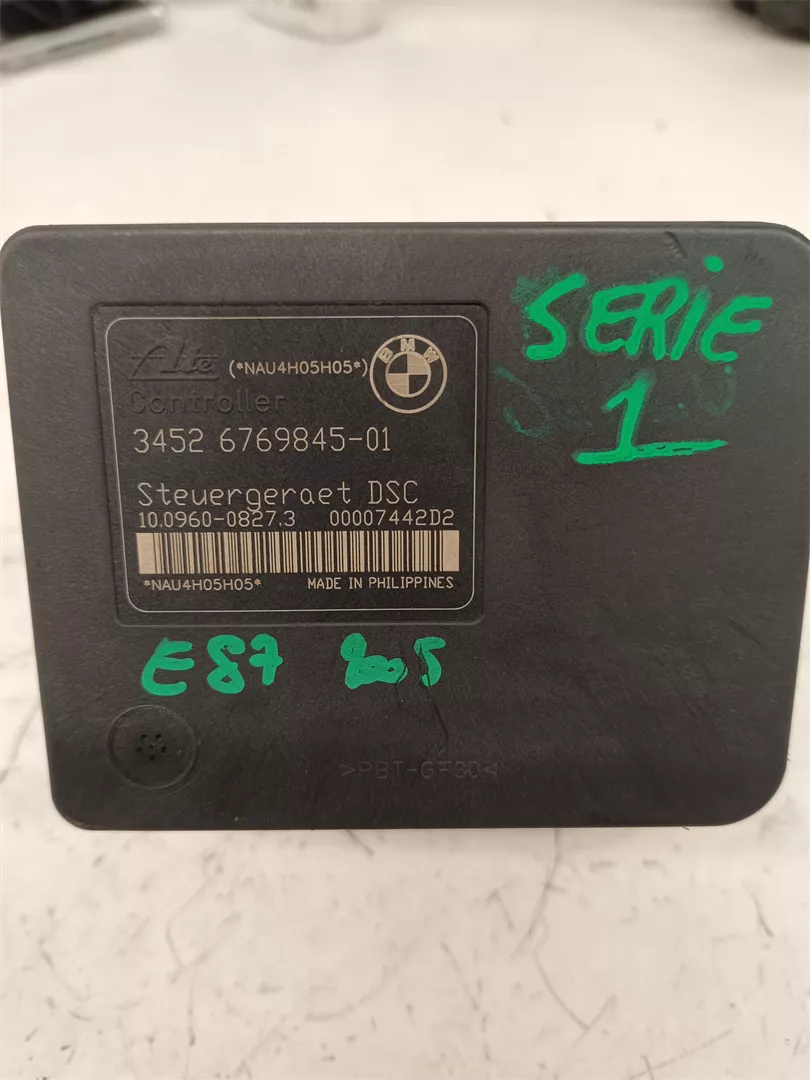 SERIE
1
Ate (*NAU4H05H05*) BMW
Controller
3452 6769845-01
Steuergeraet DSC
10.0960-0827.3 00007442D2
*NAU4H05H05* MADE IN PHILIPPINES
E87 2005
>PBT-GF30<